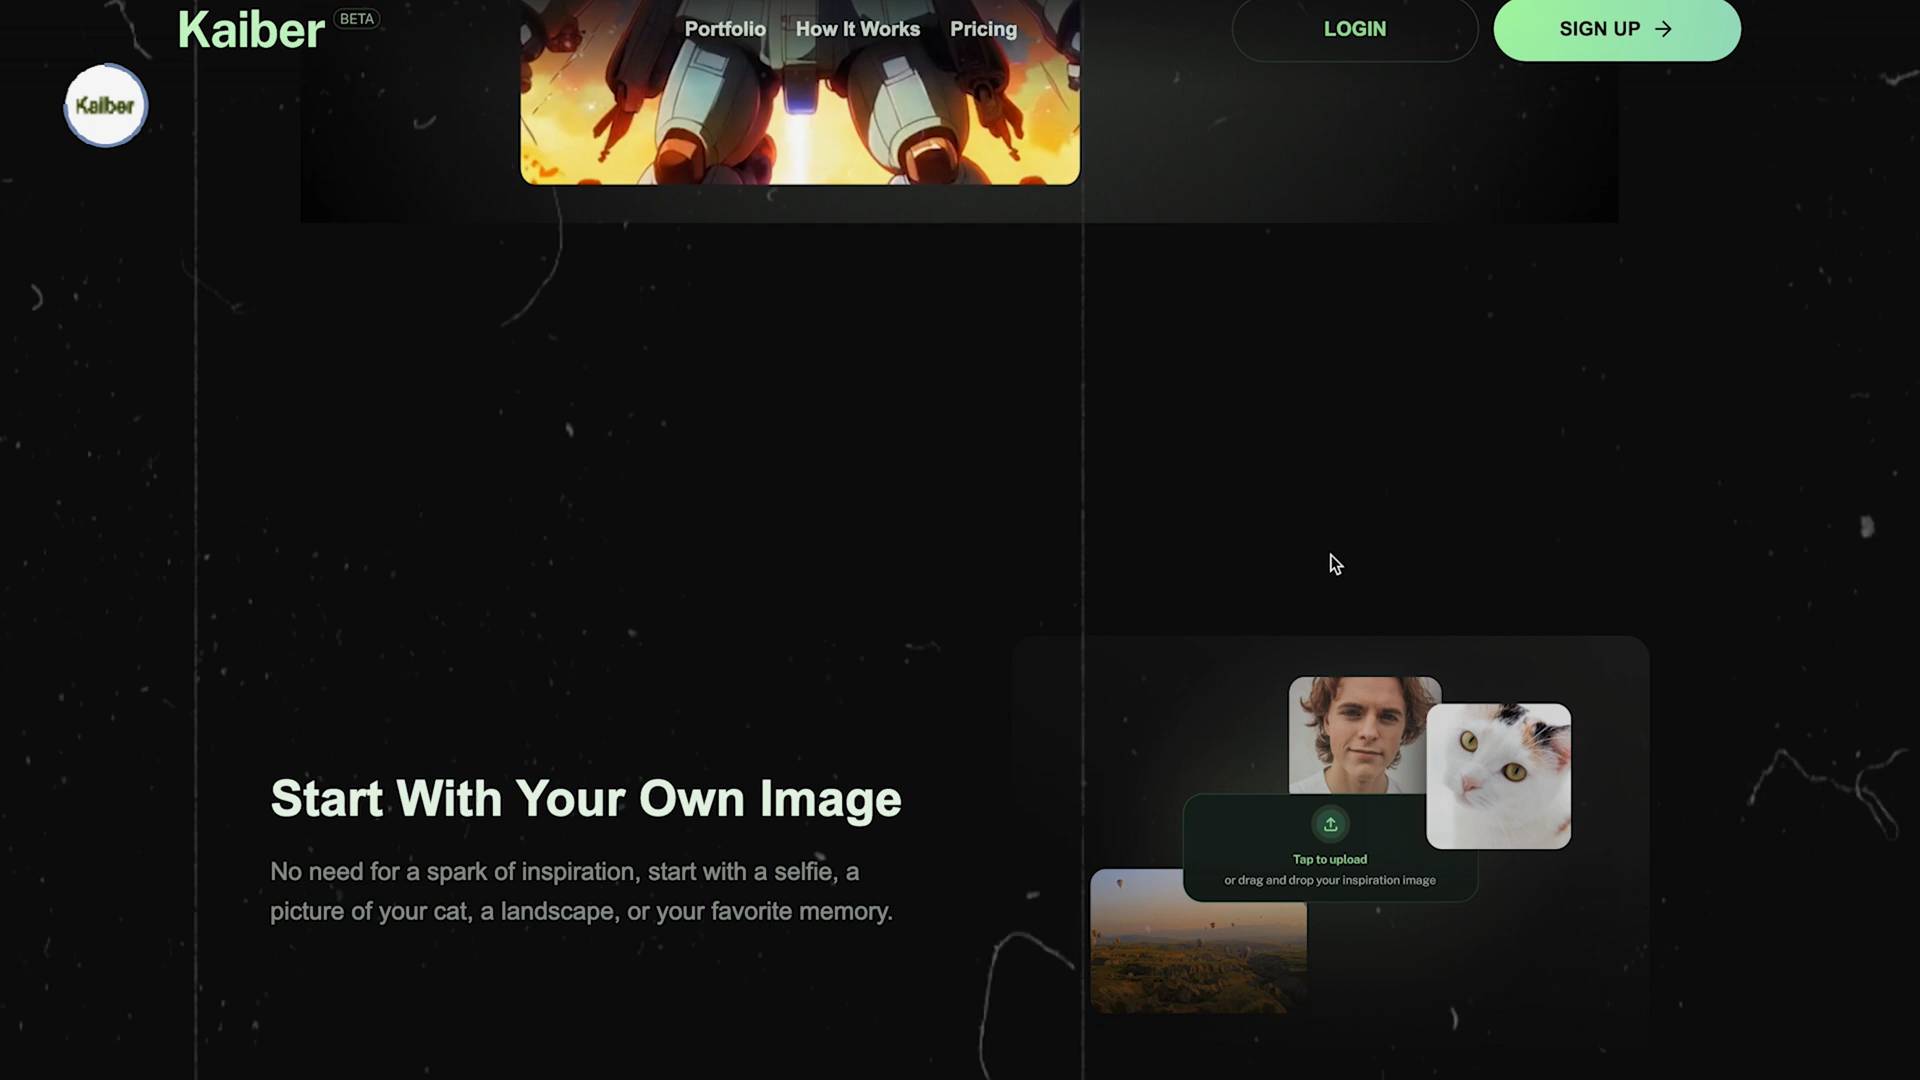 Kaiber BETA
Portfolio How It Works Pricing
LOGIN
SIGN UP →
Kaiber
Start With Your Own Image
No need for a spark of inspiration, start with a selfie, a
picture of your cat, a landscape, or your favorite memory.
Tap to upload
or drag and drop your inspiration image